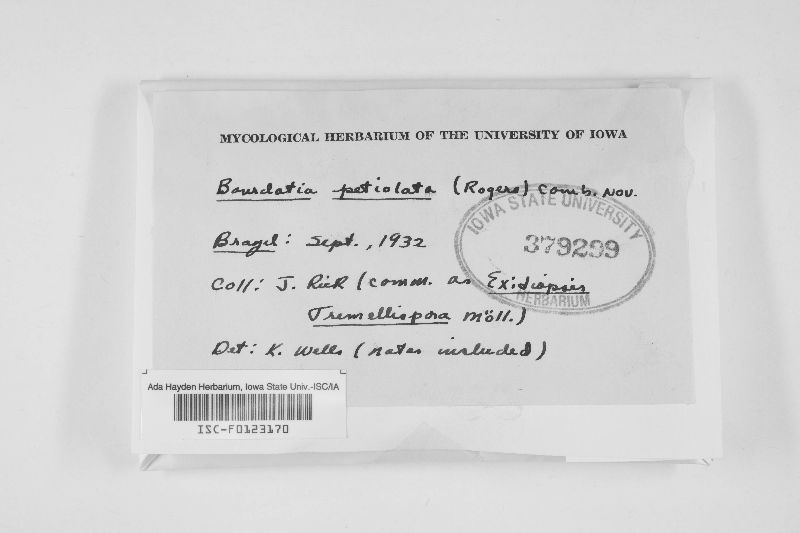 MYCOLOGICAL HERBARIUM OF THE UNIVERSITY OF IOWA
Bourdotia petiolata (Rogers) Comb. Nov.
IOWA STATE UNIVERSITY
379299
HERBARIUM
Brazil: Sept., 1932
Coll: J. Rick (comm. as Exidiopsis
Tremellispora Möll.)
Det: K. Wells (notes included)
Ada Hayden Herbarium, Iowa State Univ.-ISC/IA
ISC-F0123170